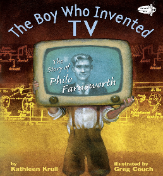 The Boy Who Invented
TV
The
Story of
Philo
Farnsworth
by
Kathleen Krull
illustrated by
Greg Couch